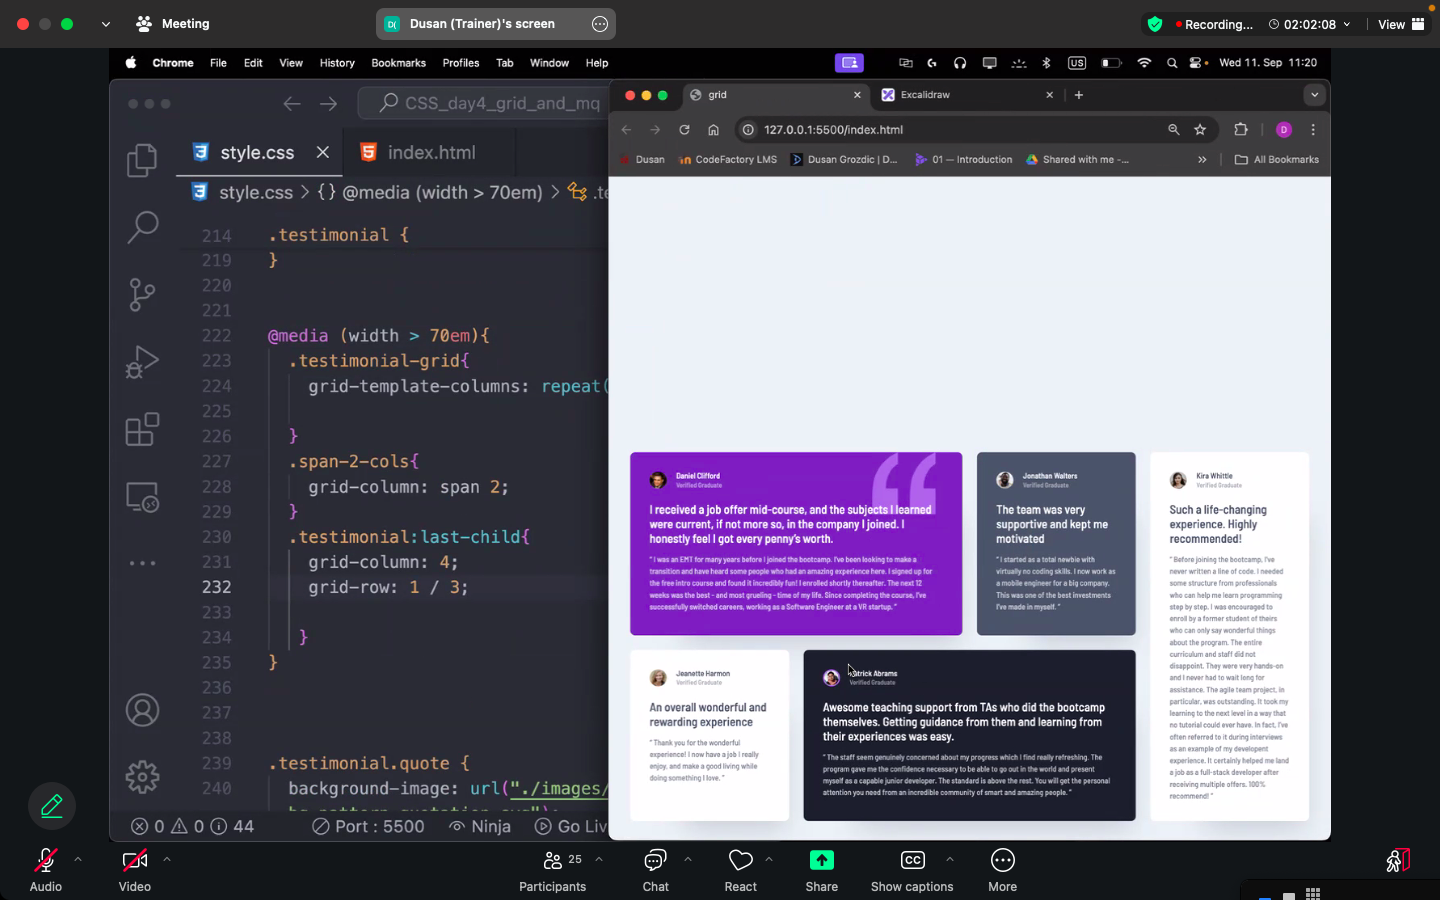 Meeting
D(
Dusan (Trainer)'s screen
Recording...
02:02:08
View
Chrome File Edit View History Bookmarks Profiles Tab Window Help
US
Wed 11. Sep 11:20
CSS_day4_grid_and_mq
style.css
index.html
style.css > {} @media (width > 70em) > .te
214 .testimonial {
219 }
220
221
222 @media (width > 70em){
223 .testimonial-grid{
224 grid-template-columns: repeat(
225
226 }
227 .span-2-cols{
228 grid-column: span 2;
229 }
230 .testimonial:last-child{
231 grid-column: 4;
232 grid-row: 1 / 3;
233
234 }
235 }
236
237
238
239 .testimonial.quote {
240 background-image: url("./images/
0 0 44
Port : 5500
Ninja
Go Liv
grid
Excalidraw
127.0.0.1:5500/index.html
D
Dusan
CodeFactory LMS
Dusan Grozdic | D...
01 — Introduction
Shared with me -...
All Bookmarks
Daniel Clifford
Verified Graduate
I received a job offer mid-course, and the subjects I learned
were current, if not more so, in the company I joined. I
honestly feel I got every penny's worth.
" I was an EMT for many years before I joined the bootcamp. I've been looking to make a
transition and have heard some people who had an amazing experience here. I signed up for
the free intro course and found it incredibly fun! I enrolled shortly thereafter. The next 12
weeks was the best - and most grueling - time of my life. Since completing the course, I've
successfully switched careers, working as a Software Engineer at a VR startup. "
Jonathan Walters
Verified Graduate
The team was very
supportive and kept me
motivated
" I started as a total newbie with
virtually no coding skills. I now work as
a mobile engineer for a big company.
This was one of the best investments
I've made in myself. "
Kira Whittle
Verified Graduate
Such a life-changing
experience. Highly
recommended!
" Before joining the bootcamp, I've
never written a line of code. I needed
some structure from professionals
who can help me learn programming
step by step. I was encouraged to
enroll by a former student of theirs
who can only say wonderful things
about the program. The entire
curriculum and staff did not
disappoint. They were very hands-on
and I never had to wait long for
assistance. The agile team project, in
particular, was outstanding. It took my
learning to the next level in a way that
no tutorial could ever have. In fact, I've
often referred to it during interviews
as an example of my developent
experience. It certainly helped me land
a job as a full-stack developer after
receiving multiple offers. 100%
recommend! "
Jeanette Harmon
Verified Graduate
An overall wonderful and
rewarding experience
" Thank you for the wonderful
experience! I now have a job I really
enjoy, and make a good living while
doing something I love. "
Abrams
Verified Graduate
Awesome teaching support from TAs who did the bootcamp
themselves. Getting guidance from them and learning from
their experiences was easy.
" The staff seem genuinely concerned about my progress which I find really refreshing. The
program gave me the confidence necessary to be able to go out in the world and present
myself as a capable junior developer. The standard is above the rest. You will get the personal
attention you need from an incredible community of smart and amazing people. "
Audio
Video
25
Participants
Chat
React
Share
CC
Show captions
More